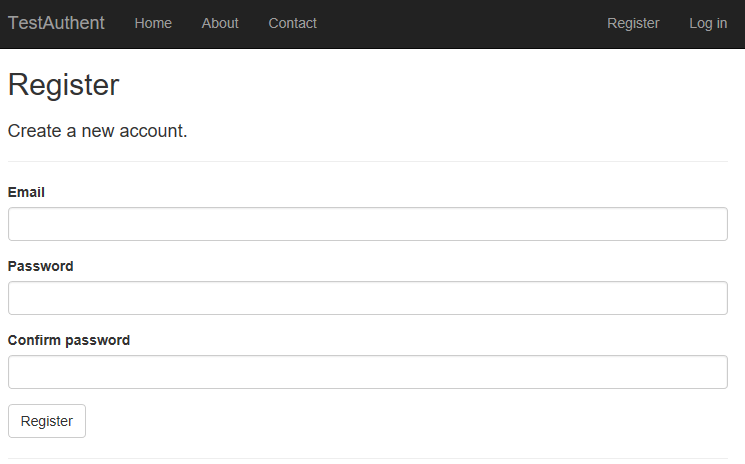 TestAuthent Home About Contact Register Log in
Register
Create a new account.
Email
Password
Confirm password
Register